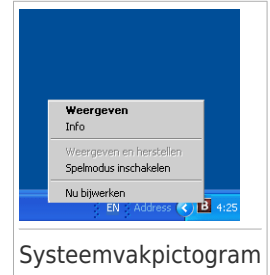 Weergeven
Info
Weergeven en herstellen
Spelmodus inschakelen
Nu bijwerken
EN Address B 4:25
Systeemvakpictogram